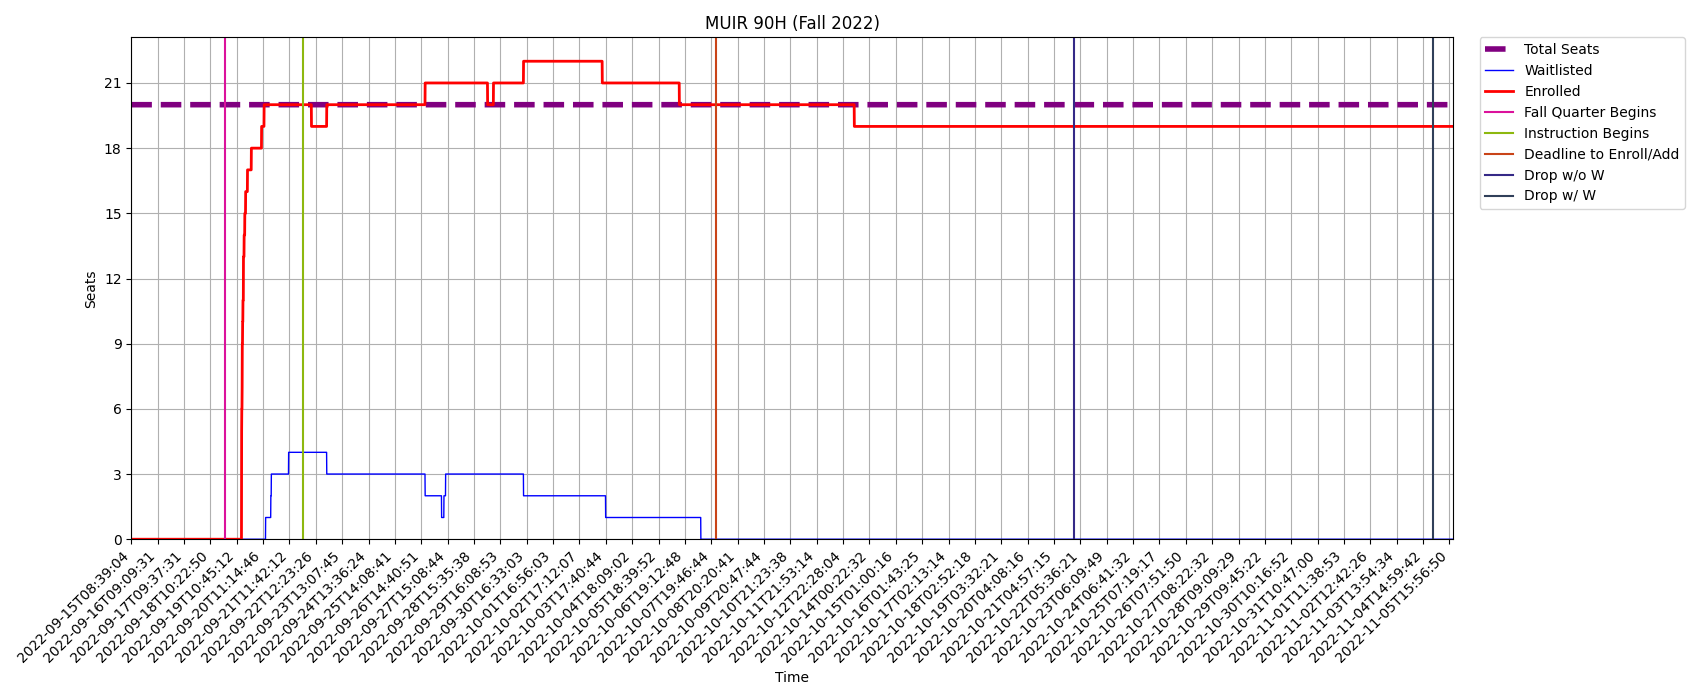 MUIR 90H (Fall 2022)
Total Seats
Waitlisted
Enrolled
Fall Quarter Begins
Instruction Begins
Deadline to Enroll/Add
Drop w/o W
Drop w/ W
21
18
15
12
9
6
3
0
Seats
2022-09-15T08:39:04
2022-09-16T09:09:31
2022-09-17T09:37:31
2022-09-18T10:22:50
2022-09-19T10:45:12
2022-09-20T11:14:46
2022-09-21T11:42:12
2022-09-22T12:23:26
2022-09-23T13:07:45
2022-09-24T13:36:24
2022-09-25T14:08:41
2022-09-26T14:40:51
2022-09-27T15:08:44
2022-09-28T15:35:38
2022-09-29T16:08:53
2022-09-30T16:33:03
2022-10-01T16:56:03
2022-10-02T17:12:07
2022-10-03T17:40:44
2022-10-04T18:09:02
2022-10-05T18:39:52
2022-10-06T19:12:48
2022-10-07T19:46:44
2022-10-08T20:20:41
2022-10-09T20:47:44
2022-10-10T21:23:38
2022-10-11T21:53:14
2022-10-12T22:28:04
2022-10-14T00:22:32
2022-10-15T01:00:16
2022-10-16T01:43:25
2022-10-17T02:13:14
2022-10-18T02:52:18
2022-10-19T03:32:21
2022-10-20T04:08:16
2022-10-21T04:57:15
2022-10-22T05:36:21
2022-10-23T06:09:49
2022-10-24T06:41:32
2022-10-25T07:19:17
2022-10-26T07:51:50
2022-10-27T08:22:32
2022-10-28T09:09:29
2022-10-29T09:45:22
2022-10-30T10:16:52
2022-10-31T10:47:00
2022-11-01T11:38:53
2022-11-02T12:42:26
2022-11-03T13:54:34
2022-11-04T14:59:42
2022-11-05T15:56:50
Time